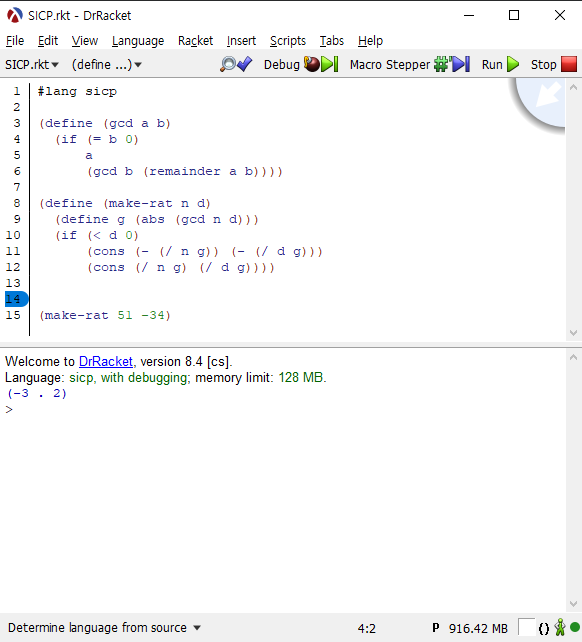 SICP.rkt - DrRacket
File Edit View Language Racket Insert Scripts Tabs Help
SICP.rkt▾ (define ...)▾ Debug Macro Stepper Run Stop
1 #lang sicp
2
3 (define (gcd a b)
4   (if (= b 0)
5       a
6       (gcd b (remainder a b))))
7
8 (define (make-rat n d)
9   (define g (abs (gcd n d)))
10   (if (< d 0)
11       (cons (- (/ n g)) (- (/ d g)))
12       (cons (/ n g) (/ d g))))
13
14
15 (make-rat 51 -34)
Welcome to DrRacket, version 8.4 [cs].
Language: sicp, with debugging; memory limit: 128 MB.
(-3 . 2)
>
Determine language from source ▾ 4:2 P 916.42 MB ()